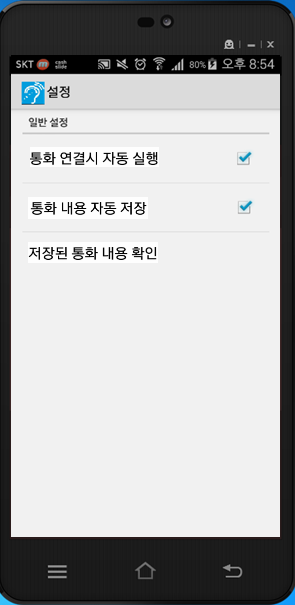 SKT cash slide 80% 오후 8:54
설정
일반 설정
통화 연결시 자동 실행
통화 내용 자동 저장
저장된 통화 내용 확인